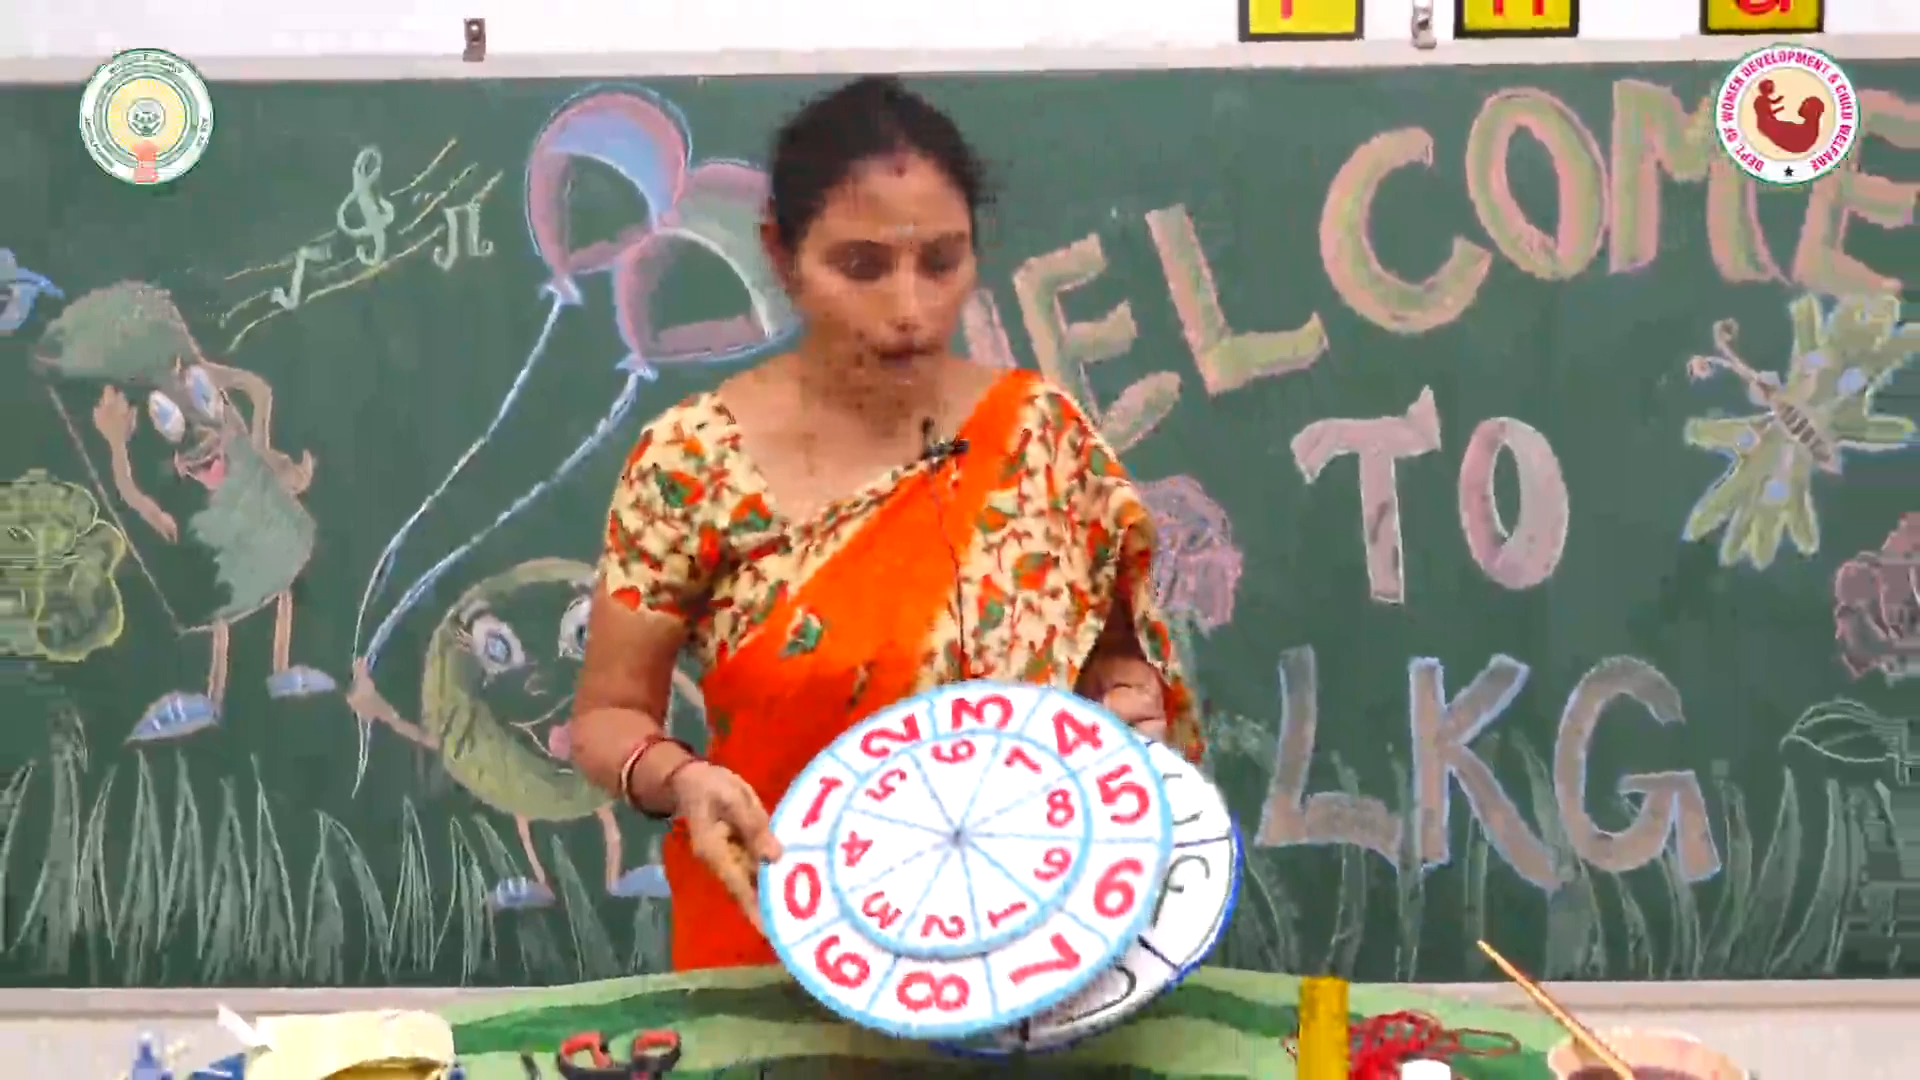 DEPT. OF WOMEN DEVELOPMENT & CHILD WELFARE
WELCOME
TO
LKG
0 1 2 3 4 5 6 7 8 9
1 2 3 4 5 6 7 8 9